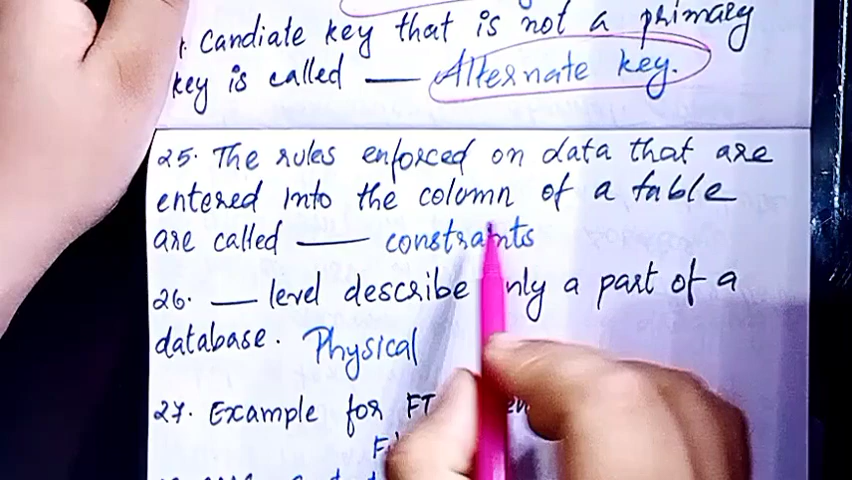 Candiate key that is not a primary
key is called — Alternate key.
25. The rules enforced on data that are
entered into the column of a table
are called — constraints
26. — level describe only a part of a
database. Physical
27. Example for FT